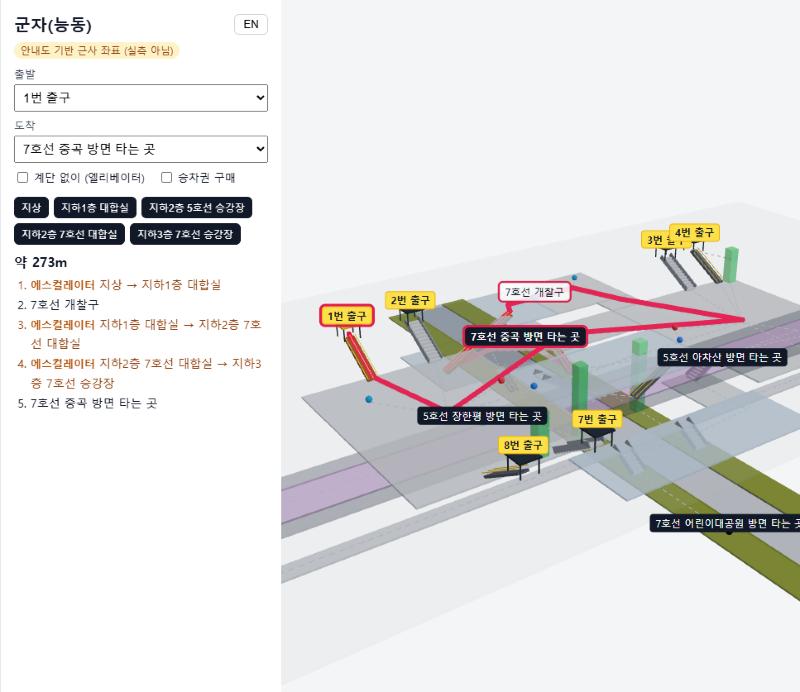 군자(능동)
EN
안내도 기반 근사 좌표 (실측 아님)
출발
1번 출구
도착
7호선 중곡 방면 타는 곳
계단 없이 (엘리베이터)
승차권 구매
지상
지하1층 대합실
지하2층 5호선 승강장
지하2층 7호선 대합실
지하3층 7호선 승강장
약 273m
1. 에스컬레이터 지상 → 지하1층 대합실
2. 7호선 개찰구
3. 에스컬레이터 지하1층 대합실 → 지하2층 7호
선 대합실
4. 에스컬레이터 지하2층 7호선 대합실 → 지하3
층 7호선 승강장
5. 7호선 중곡 방면 타는 곳
3번 출
4번 출구
7호선 개찰구
2번 출구
1번 출구
7호선 중곡 방면 타는 곳
5호선 아차산 방면 타는 곳
5호선 장한평 방면 타는 곳
7번 출구
8번 출구
7호선 어린이대공원 방면 타는 곳